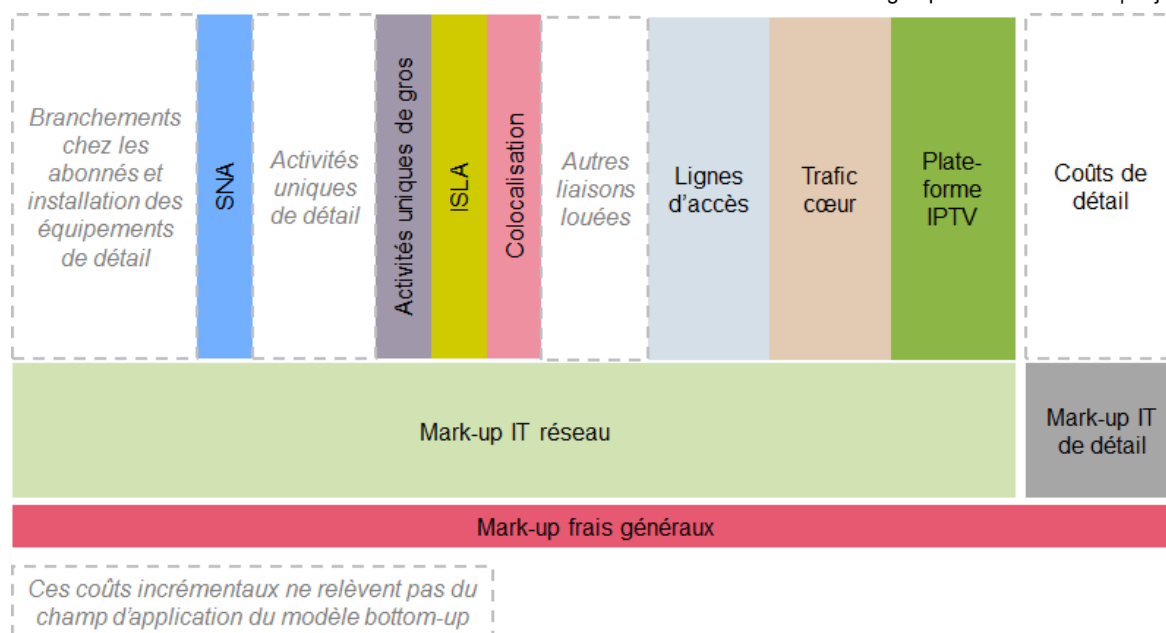 Branchements
chez les
abonnés et
installation des
équipements
de détail
SNA
Activités
uniques
de détail
Activités uniques de gros
ISLA
Colocalisation
Autres
liaisons
louées
Lignes
d'accès
Trafic
cœur
Plate-
forme
IPTV
Coûts de
détail
Mark-up IT réseau
Mark-up IT
de détail
Mark-up frais généraux
Ces coûts incrémentaux ne relèvent pas du
champ d'application du modèle bottom-up